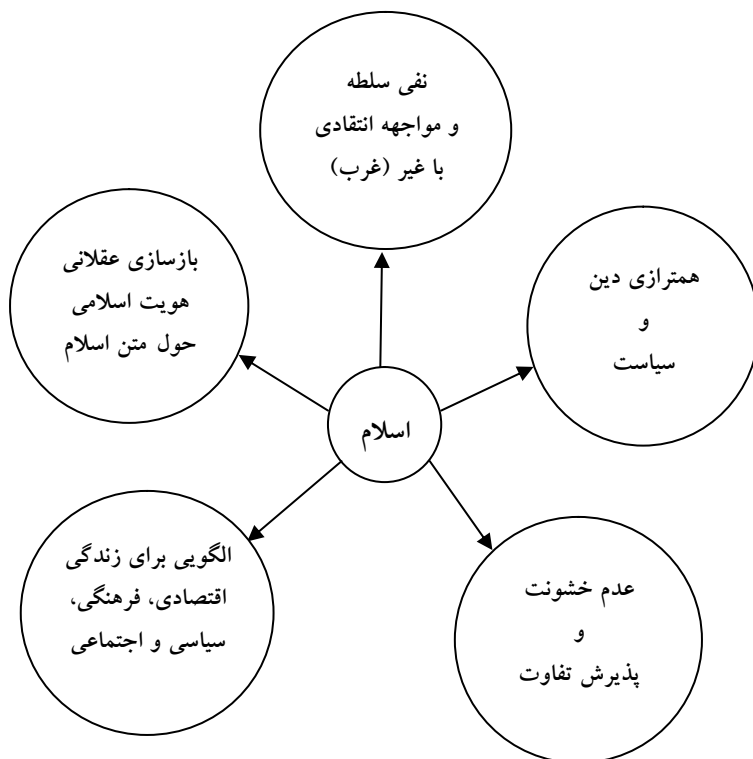 نفی سلطه
و مواجهه انتقادی
با غیر (غرب)
همترازی دین
و
سیاست
بازسازی عقلانی
هویت اسلامی
حول متن اسلام
اسلام
الگویی برای زندگی
اقتصادی، فرهنگی،
سیاسی و اجتماعی
عدم خشونت
و
پذیرش تفاوت